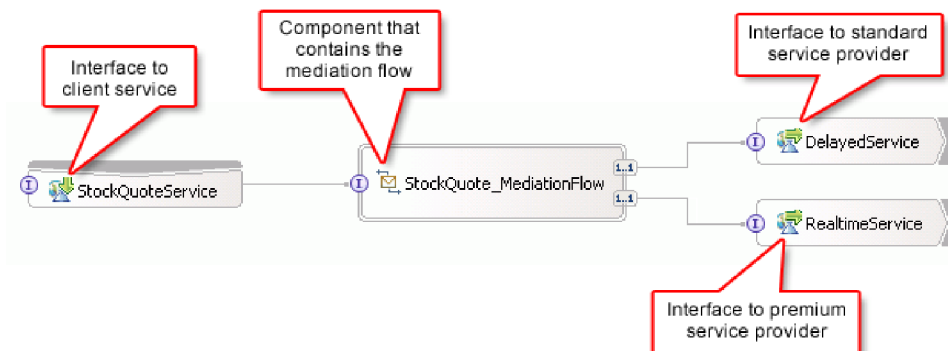 Interface to
client service
Component that
contains the
mediation flow
Interface to standard
service provider
I
StockQuoteService
I
StockQuote_MediationFlow
1..1
1..1
I
DelayedService
I
RealtimeService
Interface to premium
service provider